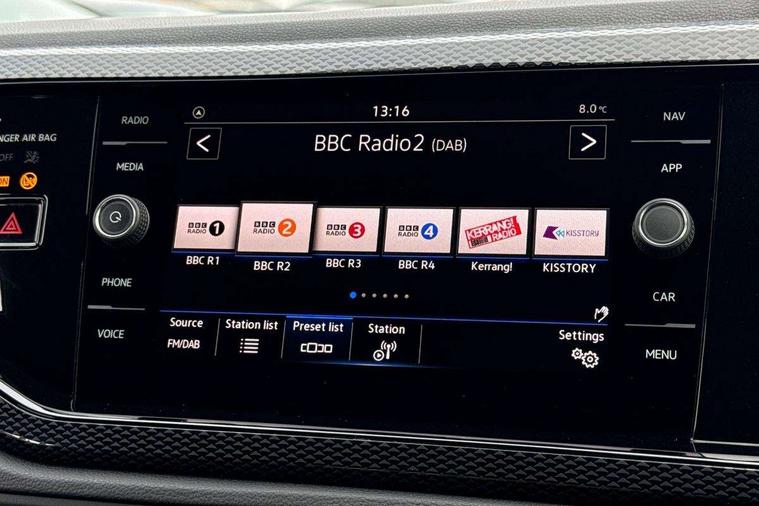 RADIO
MEDIA
PHONE
VOICE
NGER AIR BAG
OFF
ON
13:16
8.0°C
BBC Radio2 (DAB)
BBC RADIO 1
BBC RADIO 2
BBC RADIO 3
BBC RADIO 4
KERRANG! RADIO
KISSTORY
BBC R1
BBC R2
BBC R3
BBC R4
Kerrang!
KISSTORY
Source
FM/DAB
Station list
Preset list
Station
Settings
NAV
APP
CAR
MENU